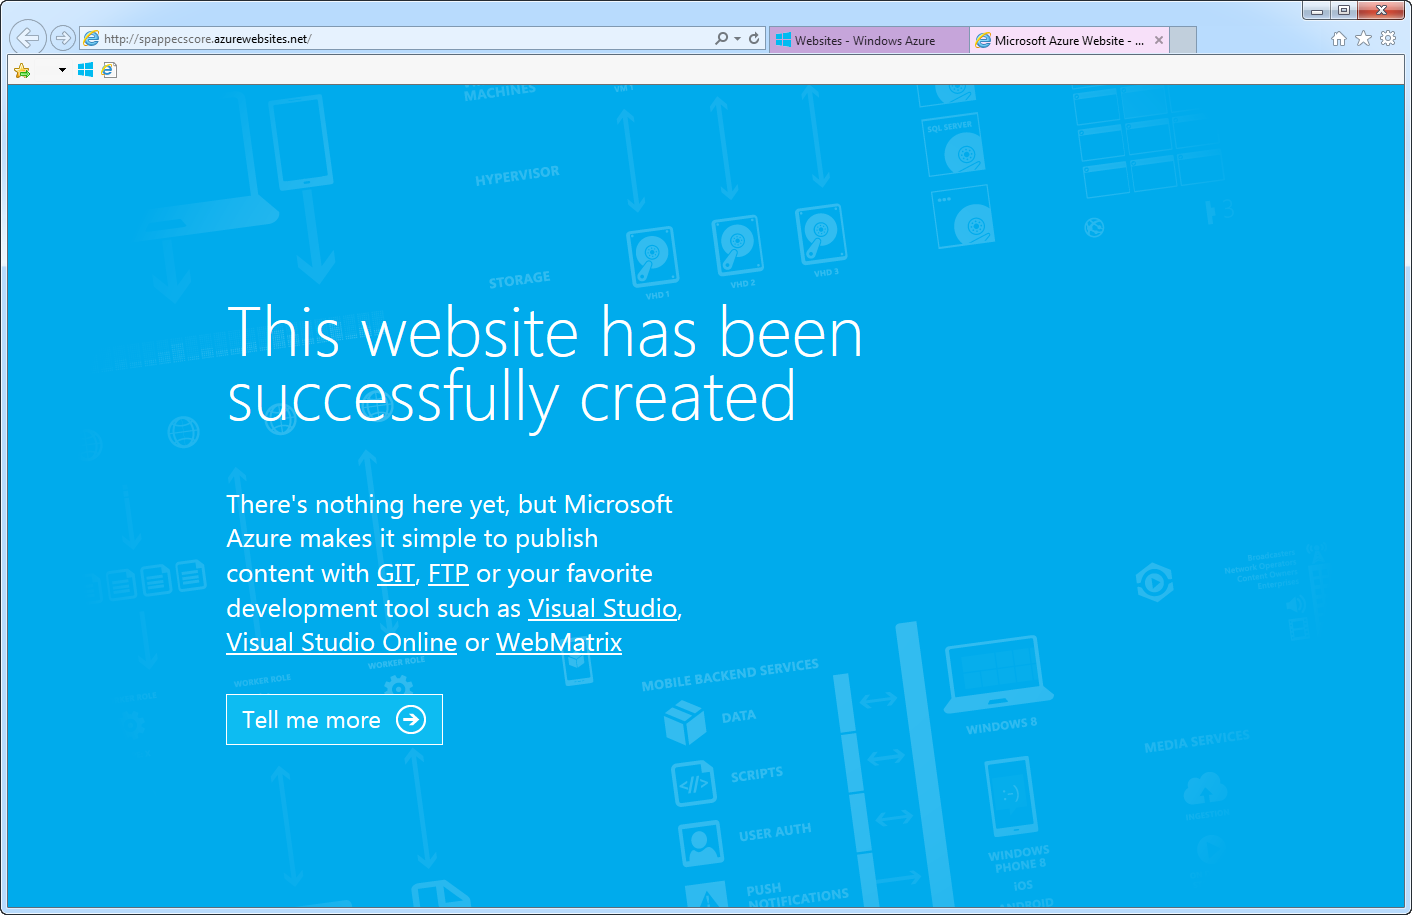 http://spappecscore.azurewebsites.net/
Websites - Windows Azure
Microsoft Azure Website - ...
MACHINES
HYPERVISOR
STORAGE
VHD 1
VHD 2
VHD 3
SQL SERVER
This website has been
successfully created
There's nothing here yet, but Microsoft
Azure makes it simple to publish
content with GIT, FTP or your favorite
development tool such as Visual Studio,
Visual Studio Online or WebMatrix
Tell me more
WORKER ROLE
WORKER ROLE
MOBILE BACKEND SERVICES
DATA
SCRIPTS
</>
USER AUTH
PUSH
NOTIFICATIONS
WINDOWS 8
:-)
WINDOWS
PHONE 8
IOS
ANDROID
MEDIA SERVICES